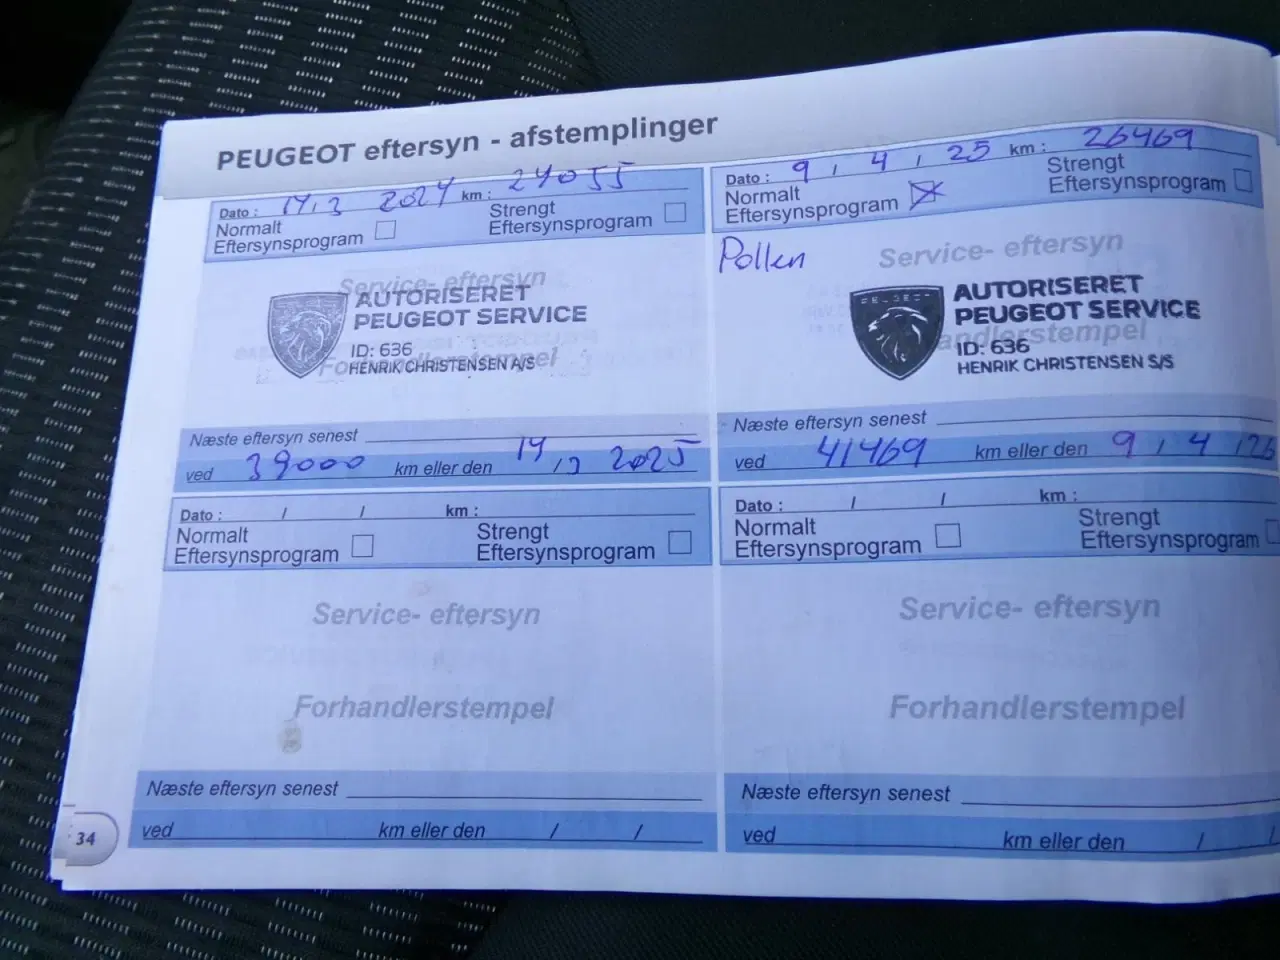 PEUGEOT eftersyn - afstemplinger
Dato : 14, 3 2024 km : 24055
Normalt Eftersynsprogram
Strengt Eftersynsprogram
Service- eftersyn
AUTORISERET
PEUGEOT SERVICE
ID: 636
Forhandlerstempel
HENRIK CHRISTENSEN A/S
Næste eftersyn senest
ved 39000 km eller den 14 / 3 2025
Dato : 9 / 4 / 25 km : 26469
Normalt Eftersynsprogram
Strengt Eftersynsprogram
Pollen
Service- eftersyn
PEUGEOT
AUTORISERET
PEUGEOT SERVICE
Forhandlerstempel
ID: 636
HENRIK CHRISTENSEN S/S
Næste eftersyn senest
ved 41469 km eller den 9 / 4 / 26
Dato : / / km :
Normalt Eftersynsprogram
Strengt Eftersynsprogram
Service- eftersyn
Forhandlerstempel
Næste eftersyn senest
ved km eller den / /
Dato : / / km :
Normalt Eftersynsprogram
Strengt Eftersynsprogram
Service- eftersyn
Forhandlerstempel
Næste eftersyn senest
ved km eller den / /
34